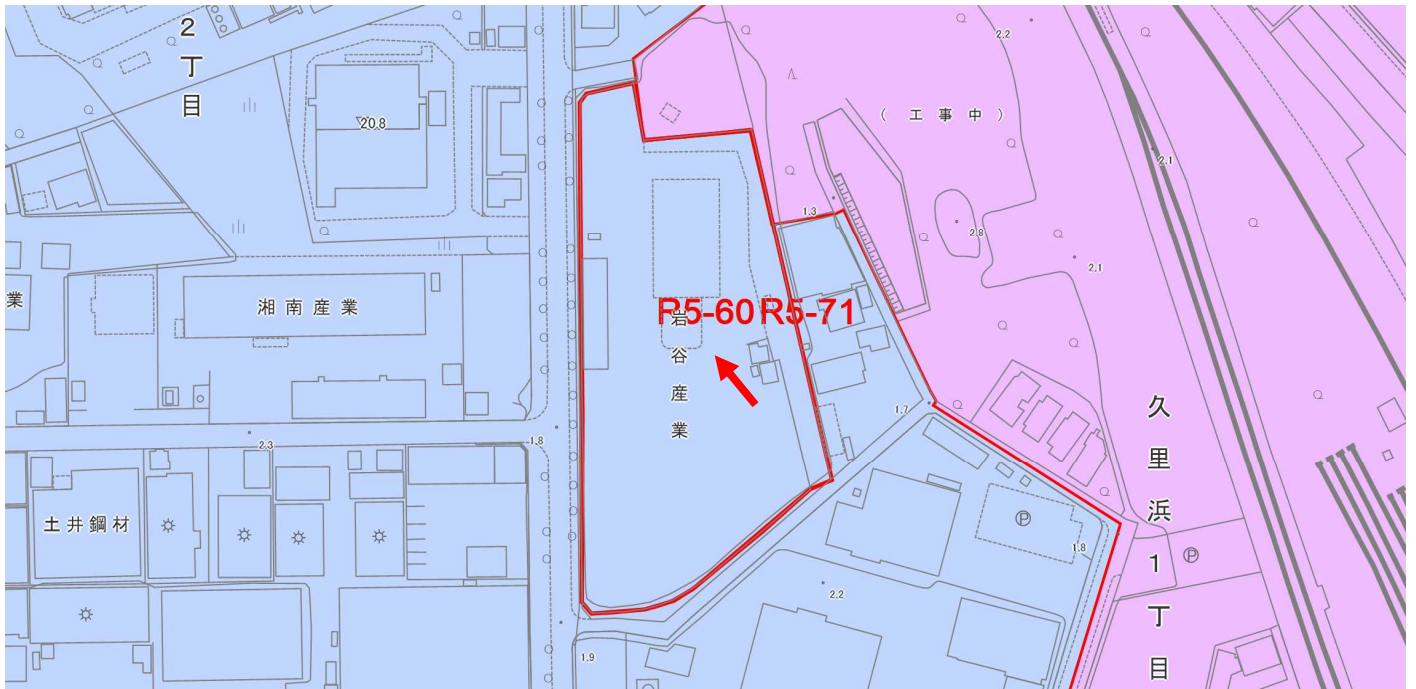 2丁目
20.8
(工事中)
2.2
2.1
1.3
2.8
2.1
業
湘南産業
R5-60 R5-71
岩谷産業
1.7
2.3
1.8
久里浜1丁目
土井鋼材
P
1.8
P
2.2
1.9